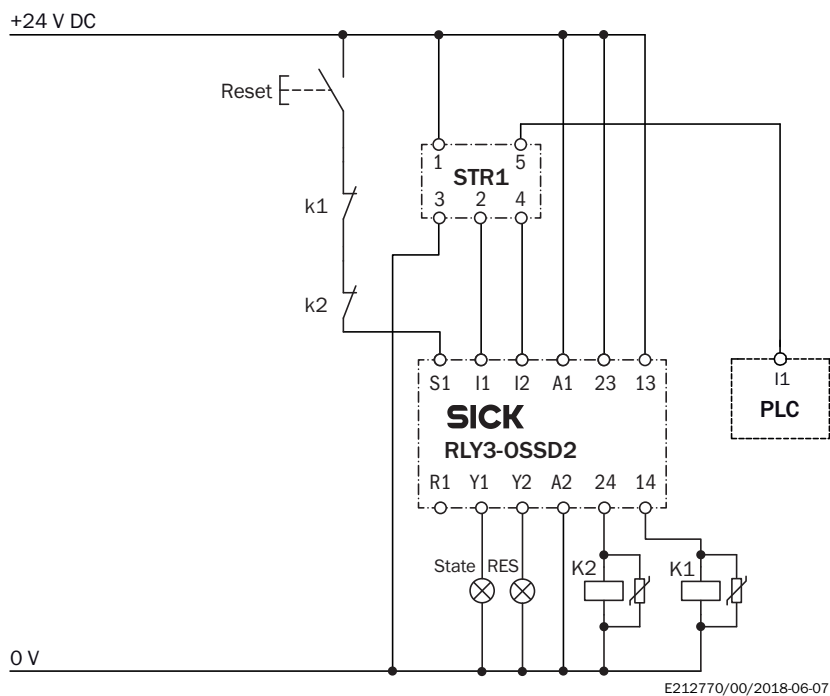 +24 V DC
Reset
1 5
STR1
3 2 4
k1
k2
S1 I1 I2 A1 23 13
I1
PLC
SICK
RLY3-OSSD2
R1 Y1 Y2 A2 24 14
State RES K2 K1
0 V
E212770/00/2018-06-07